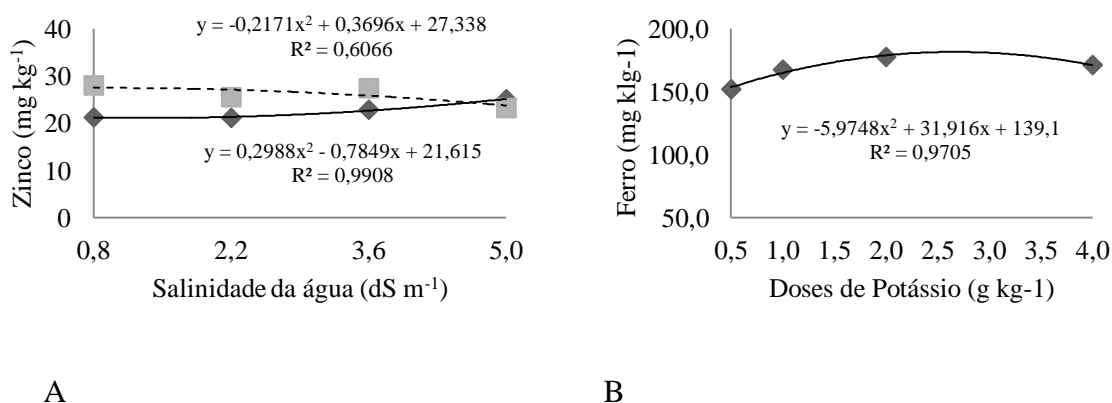 y = -0,2171x² + 0,3696x + 27,338
R² = 0,6066
y = 0,2988x² - 0,7849x + 21,615
R² = 0,9908
Zinco (mg kg⁻¹)
40
30
20
10
0
0,8 2,2 3,6 5,0
Salinidade da água (dS m⁻¹)
A
Ferro (mg klg-1)
200,0
150,0
100,0
50,0
y = -5,9748x² + 31,916x + 139,1
R² = 0,9705
0,5 1,0 1,5 2,0 2,5 3,0 3,5 4,0
Doses de Potássio (g kg-1)
B